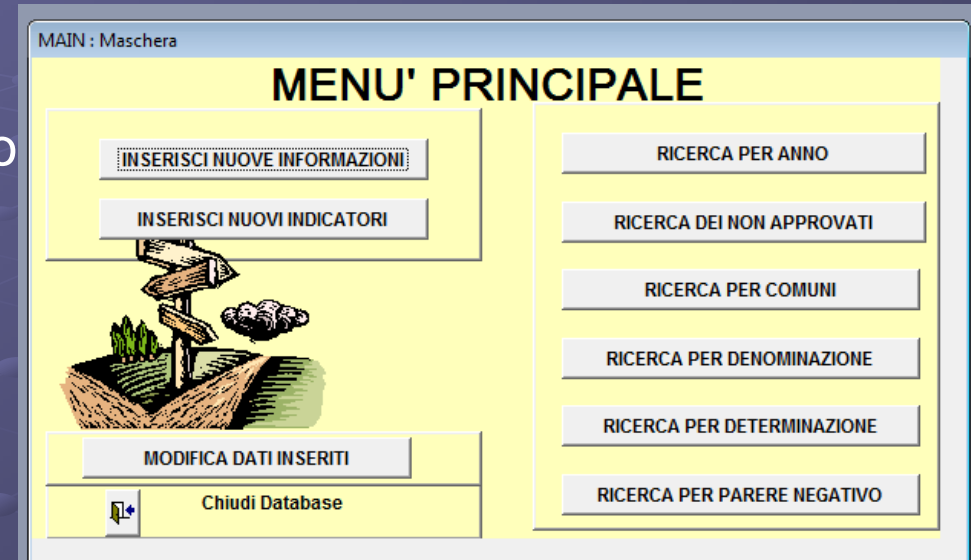 MAIN : Maschera
MENU' PRINCIPALE
o
INSERISCI NUOVE INFORMAZIONI
INSERISCI NUOVI INDICATORI
MODIFICA DATI INSERITI
Chiudi Database
RICERCA PER ANNO
RICERCA DEI NON APPROVATI
RICERCA PER COMUNI
RICERCA PER DENOMINAZIONE
RICERCA PER DETERMINAZIONE
RICERCA PER PARERE NEGATIVO